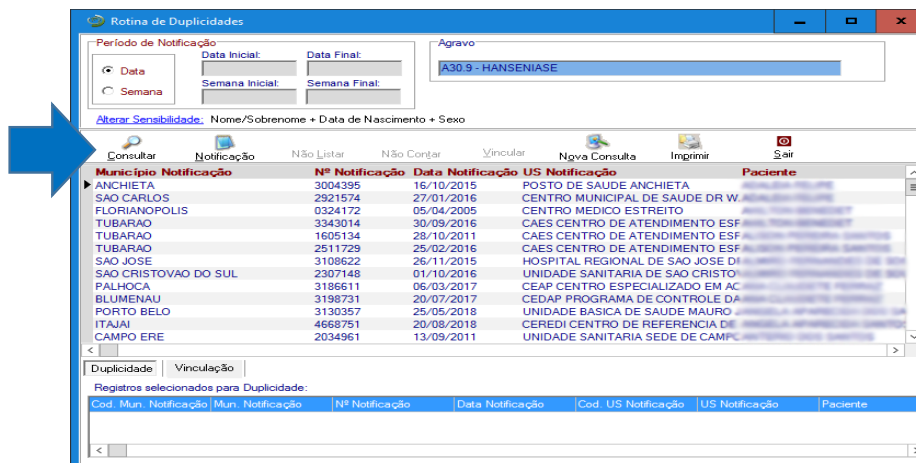 Rotina de Duplicidades
Período de Notificação
Agravo
Data Inicial: Data Final:
Data
A30.9 - HANSENIASE
Semana Inicial: Semana Final:
Semana
Alterar Sensibilidade: Nome/Sobrenome + Data de Nascimento + Sexo
Consultar Notificação Não Listar Não Contar Vincular Nova Consulta Imprimir Sair
Município Notificação Nº Notificação Data Notificação US Notificação Paciente
ANCHIETA 3004395 16/10/2015 POSTO DE SAUDE ANCHIETA
SAO CARLOS 2921574 27/01/2016 CENTRO MUNICIPAL DE SAUDE DR W.
FLORIANOPOLIS 0324172 05/04/2005 CENTRO MEDICO ESTREITO
TUBARAO 3343014 30/09/2016 CAES CENTRO DE ATENDIMENTO ESF
TUBARAO 1605134 28/10/2011 CAES CENTRO DE ATENDIMENTO ESF
TUBARAO 2511729 25/02/2016 CAES CENTRO DE ATENDIMENTO ESF
SAO JOSE 3108622 26/11/2015 HOSPITAL REGIONAL DE SAO JOSE
SAO CRISTOVAO DO SUL 2307148 01/10/2016 UNIDADE SANITARIA DE SAO CRISTO
PALHOCA 3186611 06/03/2017 CEAP CENTRO ESPECIALIZADO EM AC
BLUMENAU 3198731 20/07/2017 CEDAP PROGRAMA DE CONTROLE DA
PORTO BELO 3130357 25/05/2018 UNIDADE BASICA DE SAUDE MAURO
ITAJAI 4668751 20/08/2018 CEREDI CENTRO DE REFERENCIA DE
CAMPO ERE 2034961 13/09/2011 UNIDADE SANITARIA SEDE DE CAMPO
Duplicidade Vinculação
Registros selecionados para Duplicidade:
Cod. Mun. Notificação Mun. Notificação Nº Notificação Data Notificação Cod. US Notificação US Notificação Paciente